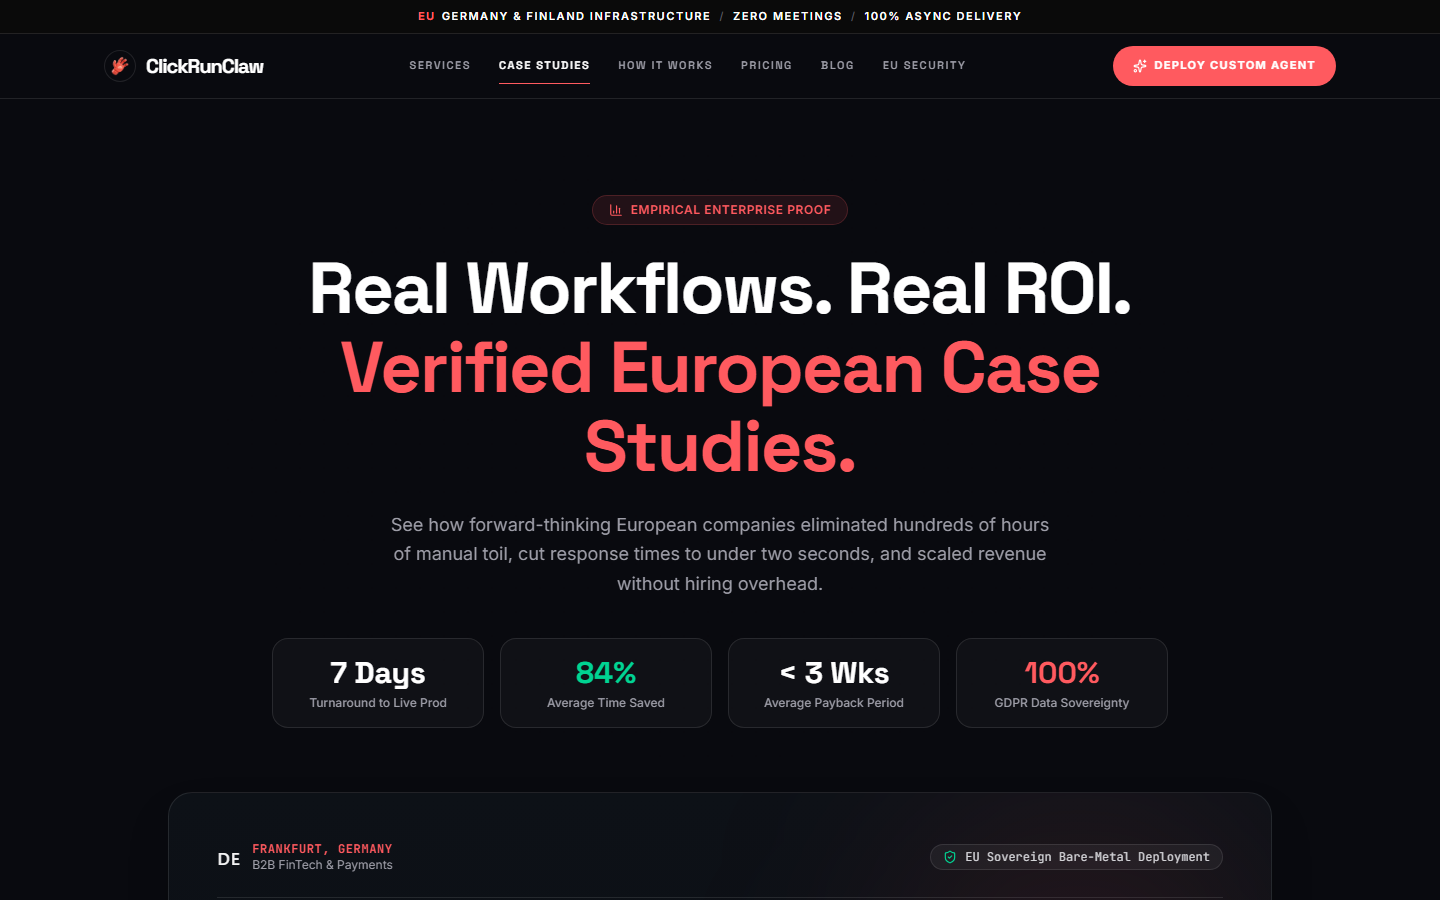 EU GERMANY & FINLAND INFRASTRUCTURE / ZERO MEETINGS / 100% ASYNC DELIVERY
ClickRunClaw
SERVICES CASE STUDIES HOW IT WORKS PRICING BLOG EU SECURITY
DEPLOY CUSTOM AGENT
EMPIRICAL ENTERPRISE PROOF
Real Workflows. Real ROI.
Verified European Case
Studies.
See how forward-thinking European companies eliminated hundreds of hours
of manual toil, cut response times to under two seconds, and scaled revenue
without hiring overhead.
7 Days
Turnaround to Live Prod
84%
Average Time Saved
< 3 Wks
Average Payback Period
100%
GDPR Data Sovereignty
DE
FRANKFURT, GERMANY
B2B FinTech & Payments
EU Sovereign Bare-Metal Deployment